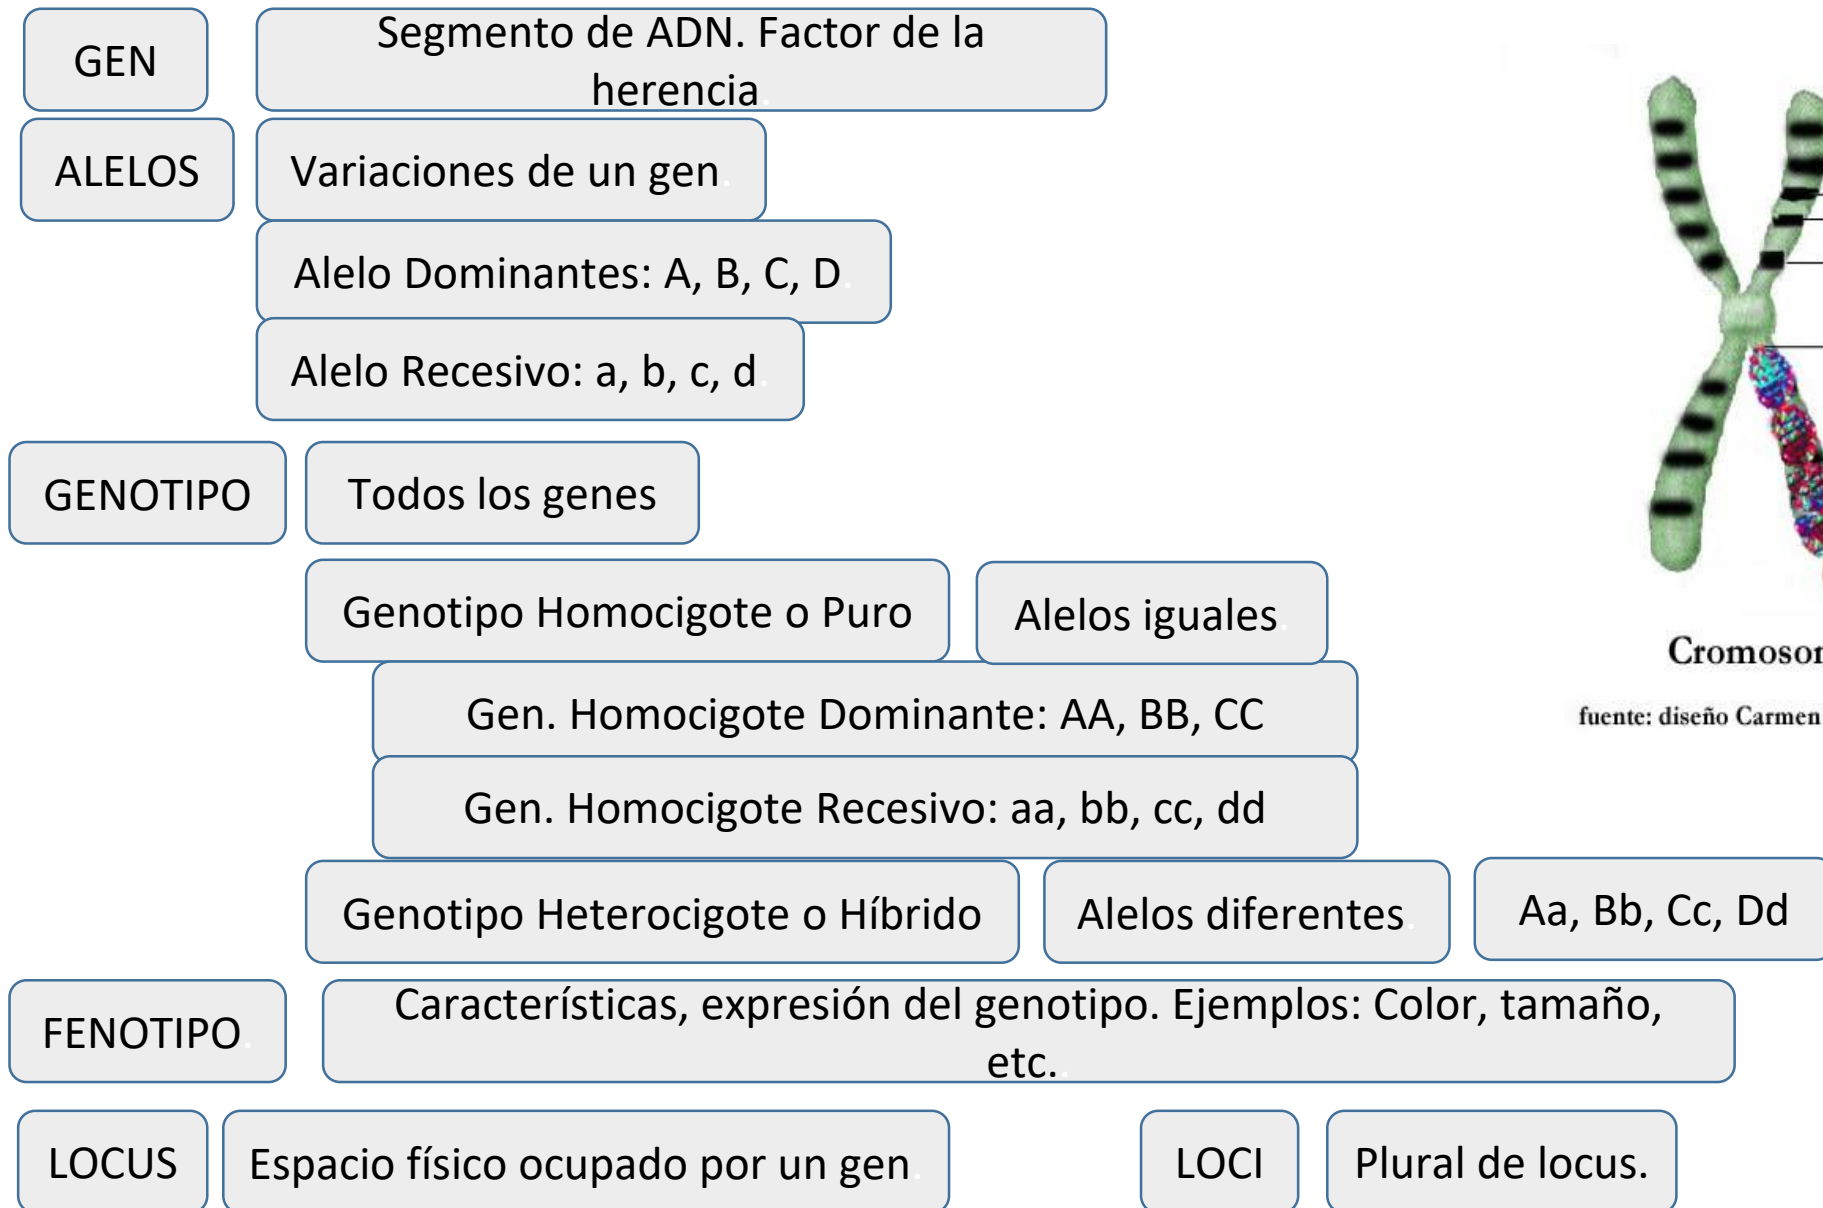 GEN
Segmento de ADN. Factor de la
herencia.
ALELOS
Variaciones de un gen.
Alelo Dominantes: A, B, C, D.
Alelo Recesivo: a, b, c, d.
GENOTIPO
Todos los genes
Genotipo Homocigote o Puro
Alelos iguales.
Gen. Homocigote Dominante: AA, BB, CC
Gen. Homocigote Recesivo: aa, bb, cc, dd
Genotipo Heterocigote o Híbrido
Alelos diferentes.
Aa, Bb, Cc, Dd
FENOTIPO.
Características, expresión del genotipo. Ejemplos: Color, tamaño,
etc..
LOCUS
Espacio físico ocupado por un gen.
LOCI
Plural de locus.
fuente: diseño Carmen